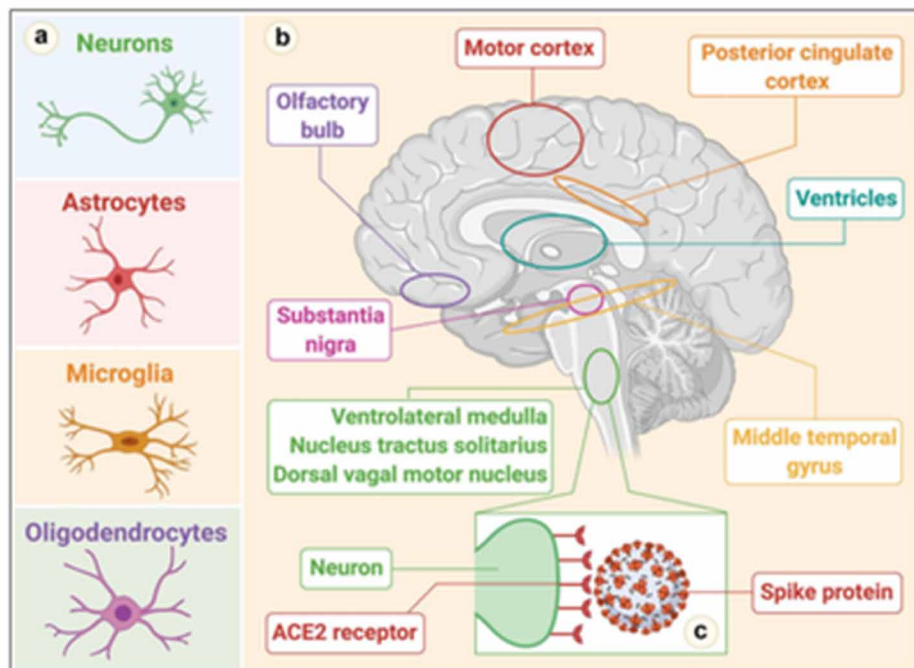 a
Neurons
Astrocytes
Microglia
Oligodendrocytes
b
Motor cortex
Posterior cingulate
cortex
Olfactory
bulb
Ventricles
Substantia
nigra
Ventrolateral medulla
Nucleus tractus solitarius
Dorsal vagal motor nucleus
Middle temporal
gyrus
Neuron
ACE2 receptor
Spike protein
c